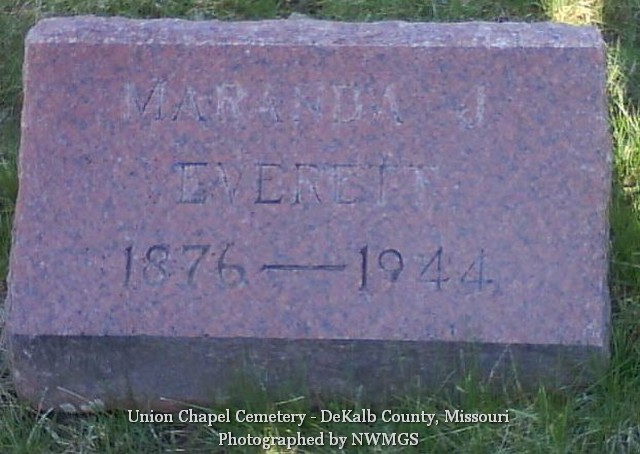 MARANDA J
EVERETT
1876—1944
Union Chapel Cemetery - DeKalb County, Missouri
Photographed by NWMGS